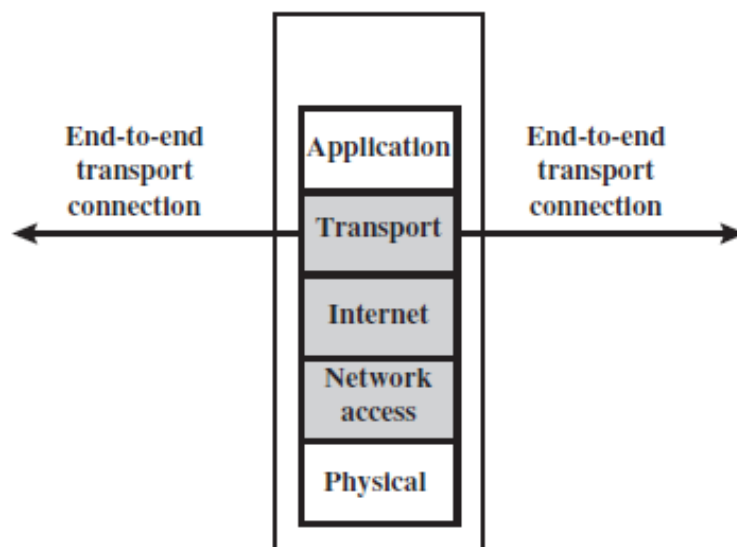 End-to-end
transport
connection
Application
Transport
Internet
Network
access
Physical
End-to-end
transport
connection